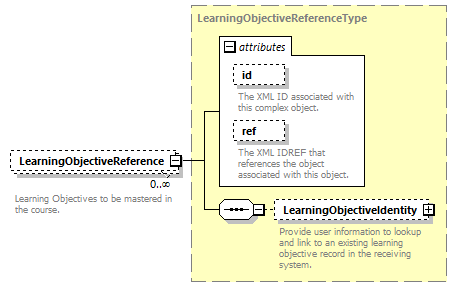 LearningObjectiveReferenceType
attributes
id
The XML ID associated with
this complex object.
ref
The XML IDREF that
references the object
associated with this object.
LearningObjectiveReference
0..∞
Learning Objectives to be mastered in
the course.
LearningObjectiveIdentity
Provide user information to lookup
and link to an existing learning
objective record in the receiving
system.